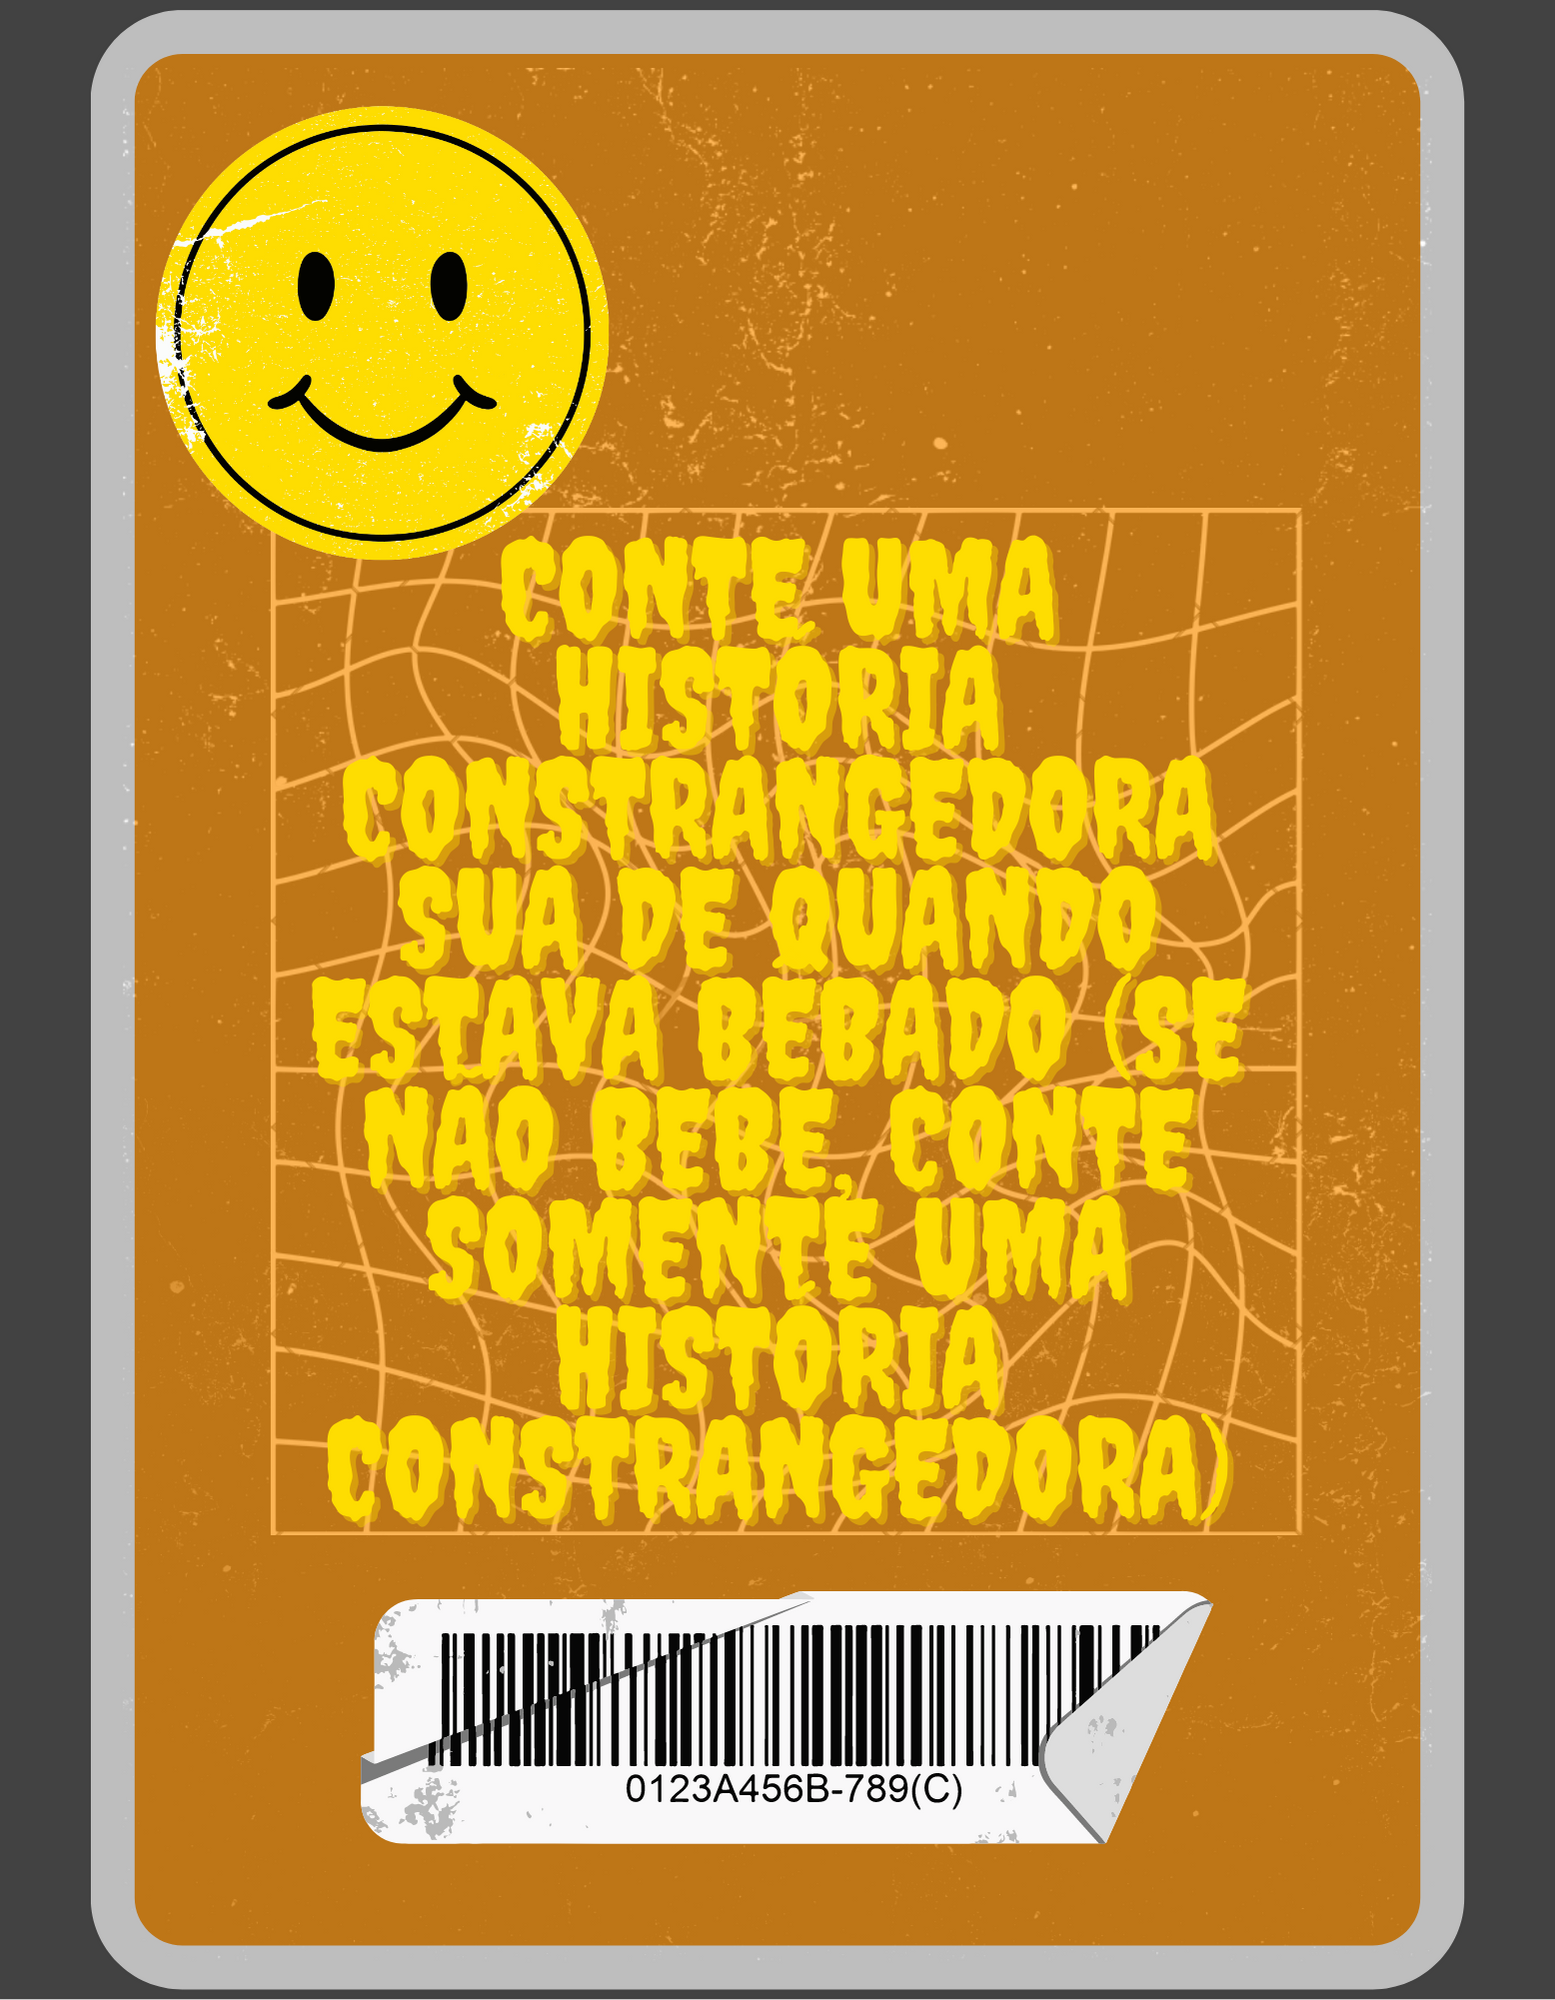 CONTE UMA
HISTORIA
CONSTRANGEDORA
SUA DE QUANDO
ESTAVA BEBADO (SE
NAO BEBE, CONTE
SOMENTE UMA
HISTORIA
CONSTRANGEDORA)
0123A456B-789(C)